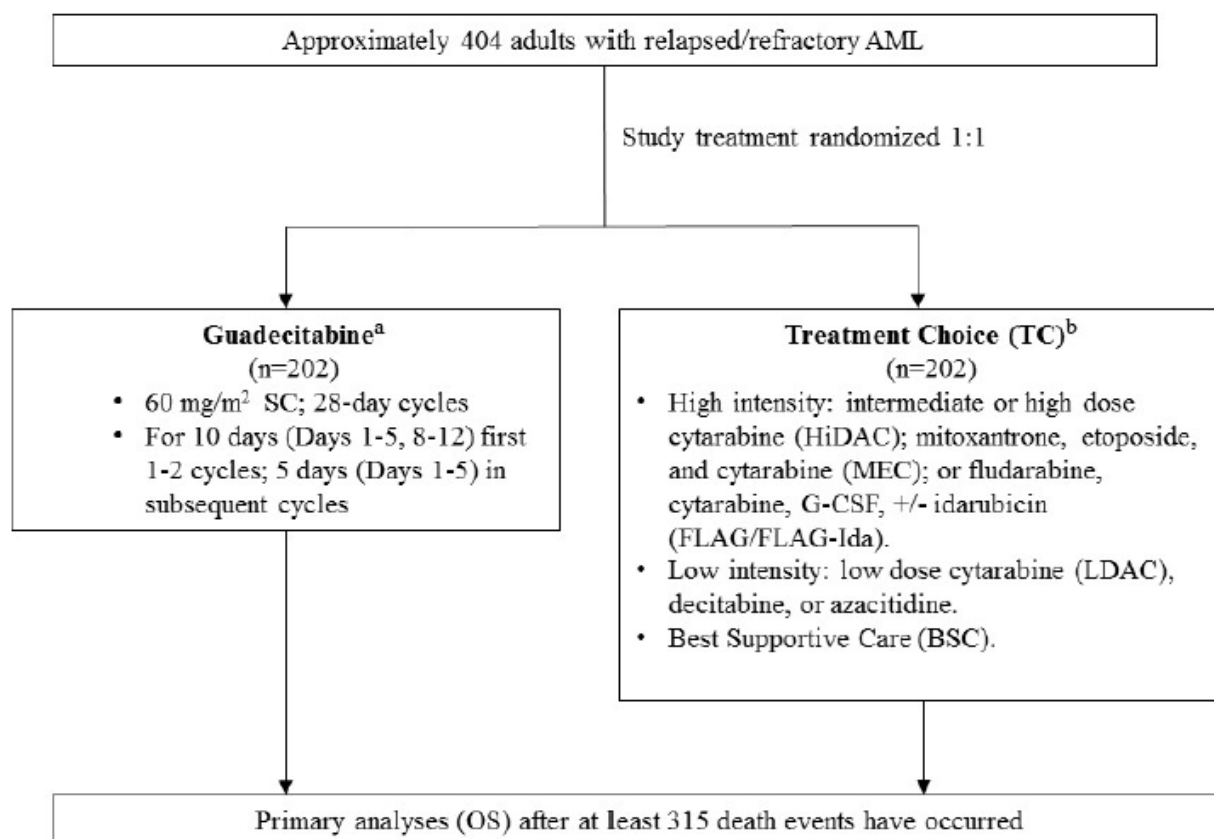 Approximately 404 adults with relapsed/refractory AML
Study treatment randomized 1:1
Guadecitabineᵃ
(n=202)
• 60 mg/m² SC; 28-day cycles
• For 10 days (Days 1-5, 8-12) first
1-2 cycles; 5 days (Days 1-5) in
subsequent cycles
Treatment Choice (TC)ᵇ
(n=202)
• High intensity: intermediate or high dose
cytarabine (HiDAC); mitoxantrone, etoposide,
and cytarabine (MEC); or fludarabine,
cytarabine, G-CSF, +/- idarubicin
(FLAG/FLAG-Ida).
• Low intensity: low dose cytarabine (LDAC),
decitabine, or azacitidine.
• Best Supportive Care (BSC).
Primary analyses (OS) after at least 315 death events have occurred